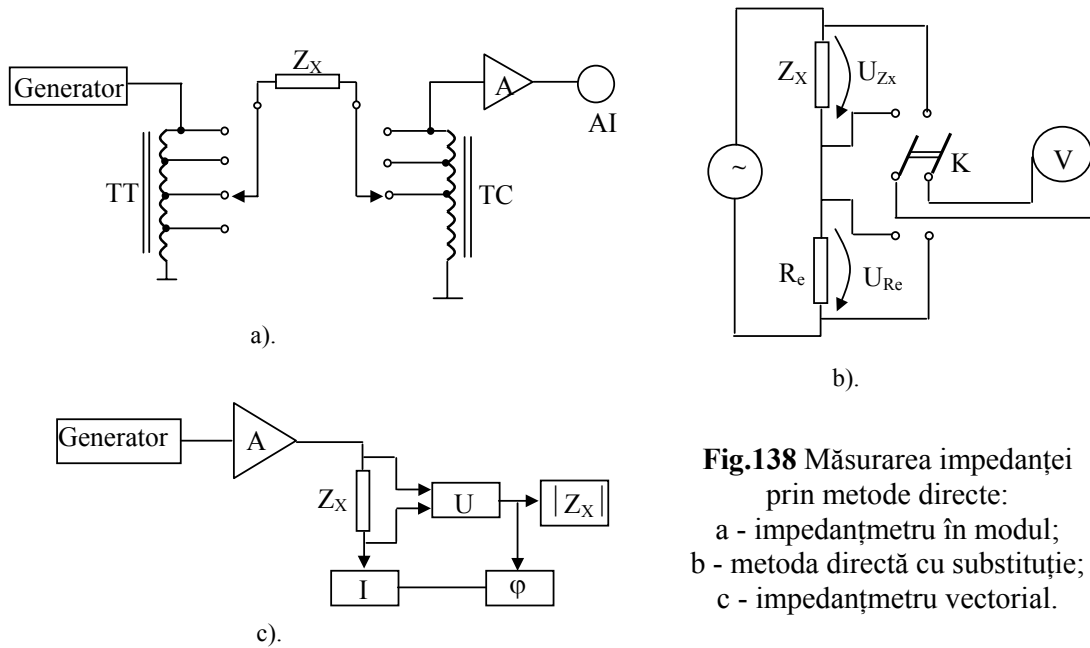 Generator
Z_X
A
AI
TT
TC
a).
Z_X
U_Zx
~
K
V
R_e
U_Re
b).
Generator
A
Z_X
U
|Z_X|
I
φ
c).
Fig.138 Măsurarea impedanței
prin metode directe:
a - impedanțmetru în modul;
b - metoda directă cu substituție;
c - impedanțmetru vectorial.